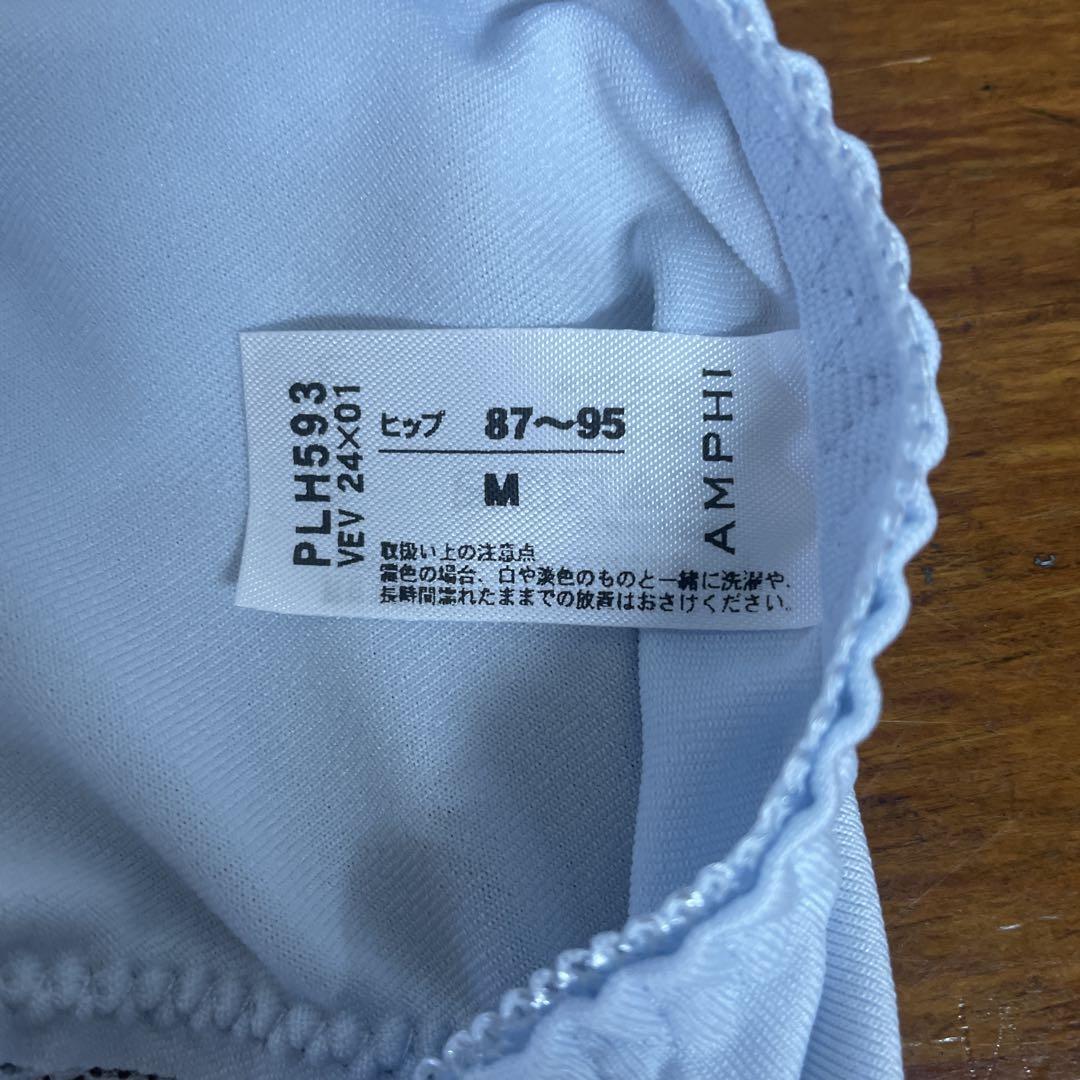 PLH593
VEV 24×01
ヒップ 87〜95
M
取扱い上の注意点
濃色の場合、白や淡色のものと一緒に洗濯や、
長時間濡れたままでの放置はおさけください。
AMPHI